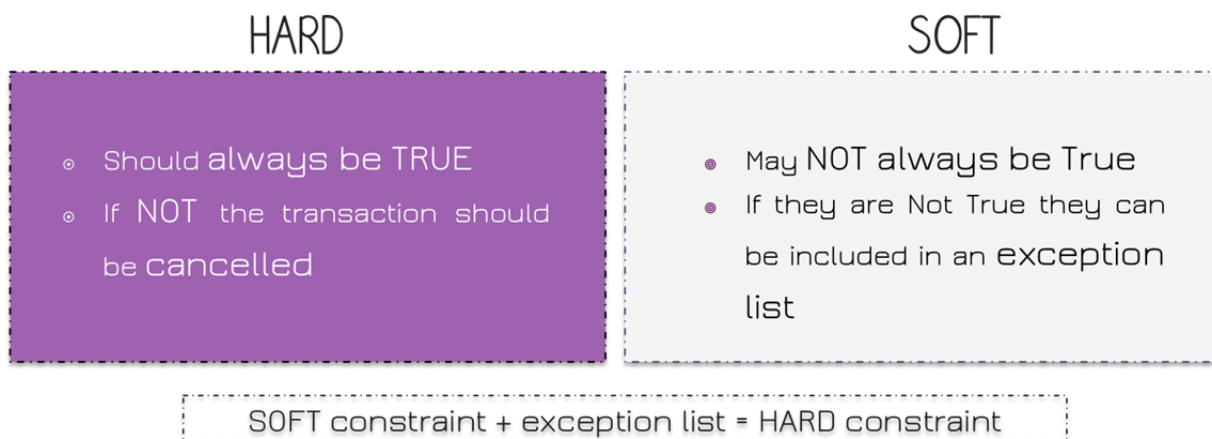 HARD
Should always be TRUE
If NOT the transaction should
be cancelled
SOFT
May NOT always be True
If they are Not True they can
be included in an exception
list
SOFT constraint + exception list = HARD constraint